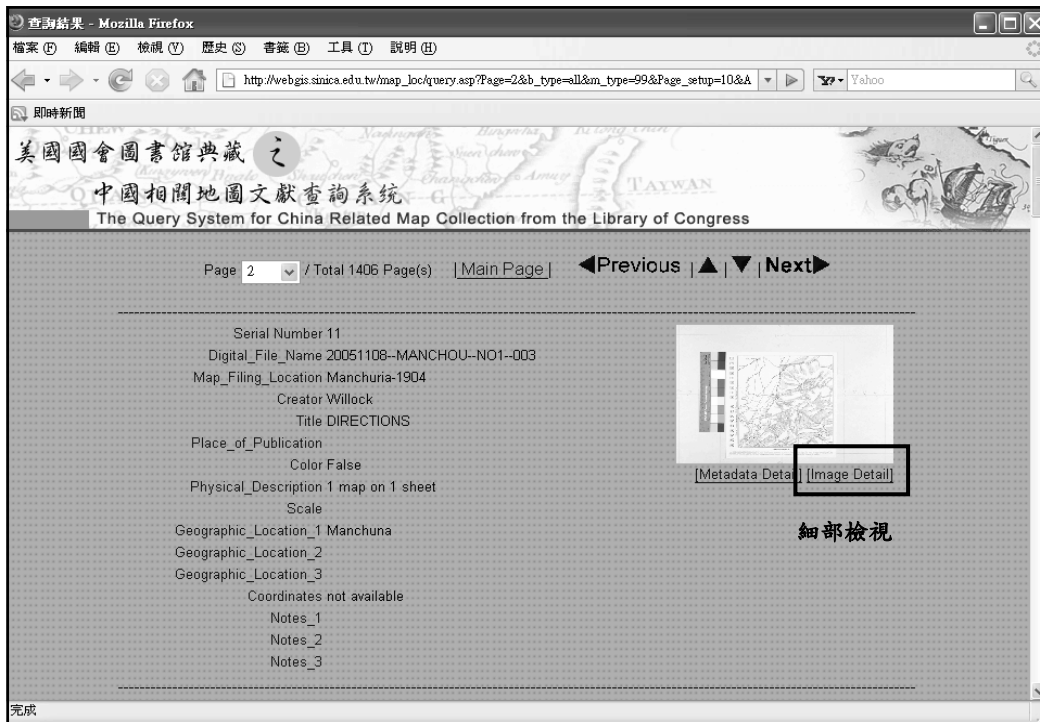 查詢結果 - Mozilla Firefox
檔案(F) 編輯(E) 檢視(V) 歷史(S) 書籤(B) 工具(T) 說明(H)
http://webgis.sinica.edu.tw/map_loc/query.asp?Page=2&b_type=all&m_type=99&Page_setup=10&A
Yahoo
即時新聞
美國國會圖書館典藏 之
中國相關地圖文獻查詢系統
TAYWAN
The Query System for China Related Map Collection from the Library of Congress
Page 2 / Total 1406 Page(s) | Main Page | ◀Previous | ▲ | ▼ | Next▶
Serial Number 11
Digital_File_Name 20051108--MANCHOU--NO1--003
Map_Filing_Location Manchuria-1904
Creator Willock
Title DIRECTIONS
Place_of_Publication
Color False
Physical_Description 1 map on 1 sheet
Scale
Geographic_Location_1 Manchuna
Geographic_Location_2
Geographic_Location_3
Coordinates not available
Notes_1
Notes_2
Notes_3
[Metadata Detail] [Image Detail]
細部檢視
完成